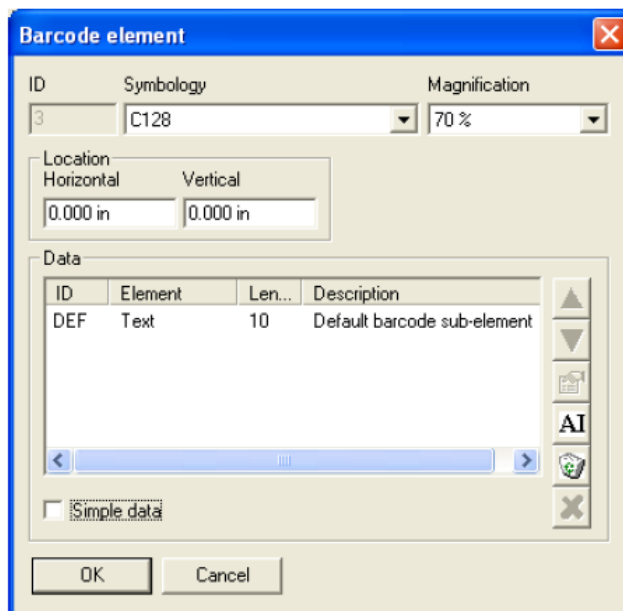 Barcode element
ID Symbology Magnification
3 C128 70 %
Location
Horizontal Vertical
0.000 in 0.000 in
Data
ID Element Len... Description
DEF Text 10 Default barcode sub-element
AI
Simple data
OK Cancel